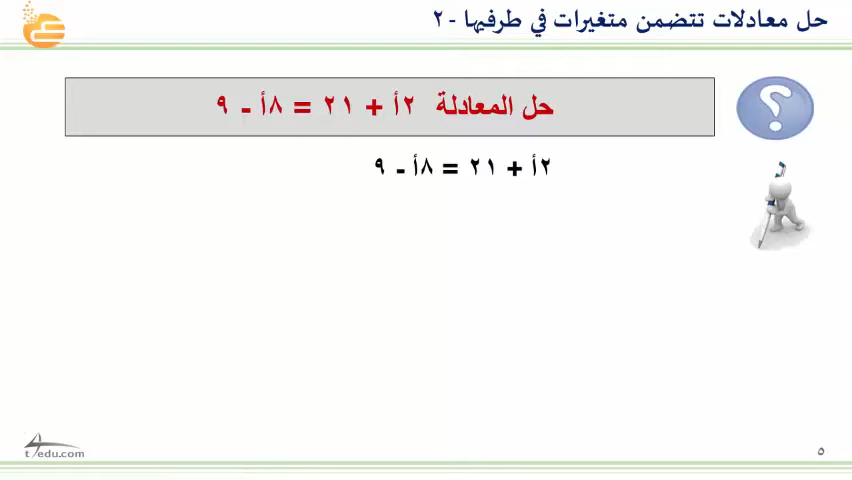 حل معادلات تتضمن متغيرات في طرفيها - ٢
حل المعادلة ٢أ + ٢١ = ٨أ - ٩
٢أ + ٢١ = ٨أ - ٩
t4edu.com
٥